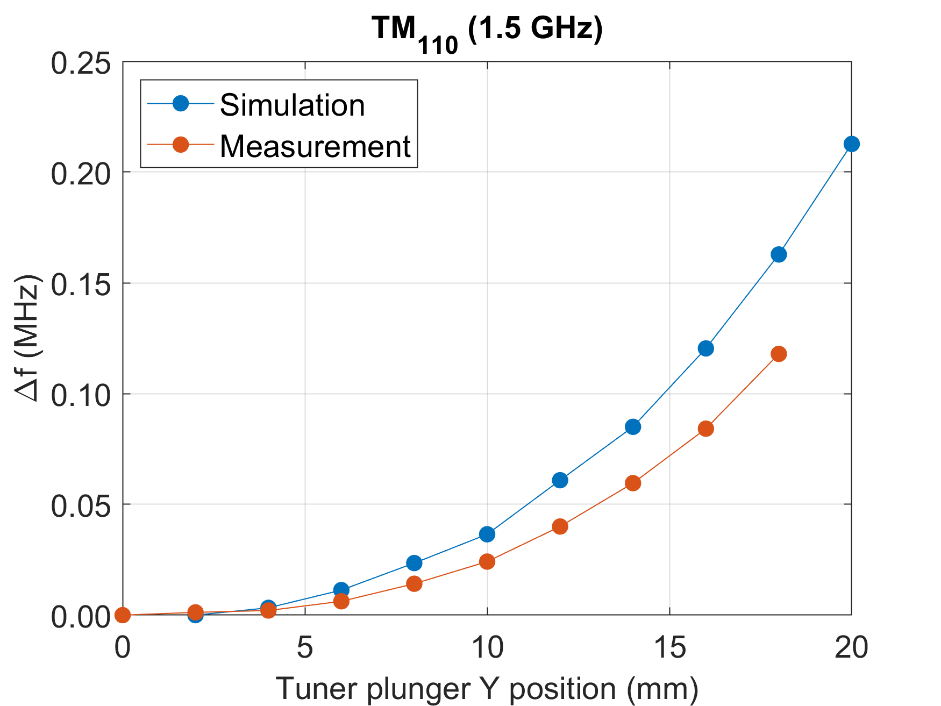 TM110 (1.5 GHz)
0.25
0.20
0.15
0.10
0.05
0.00
Δf (MHz)
Simulation
Measurement
0 5 10 15 20
Tuner plunger Y position (mm)